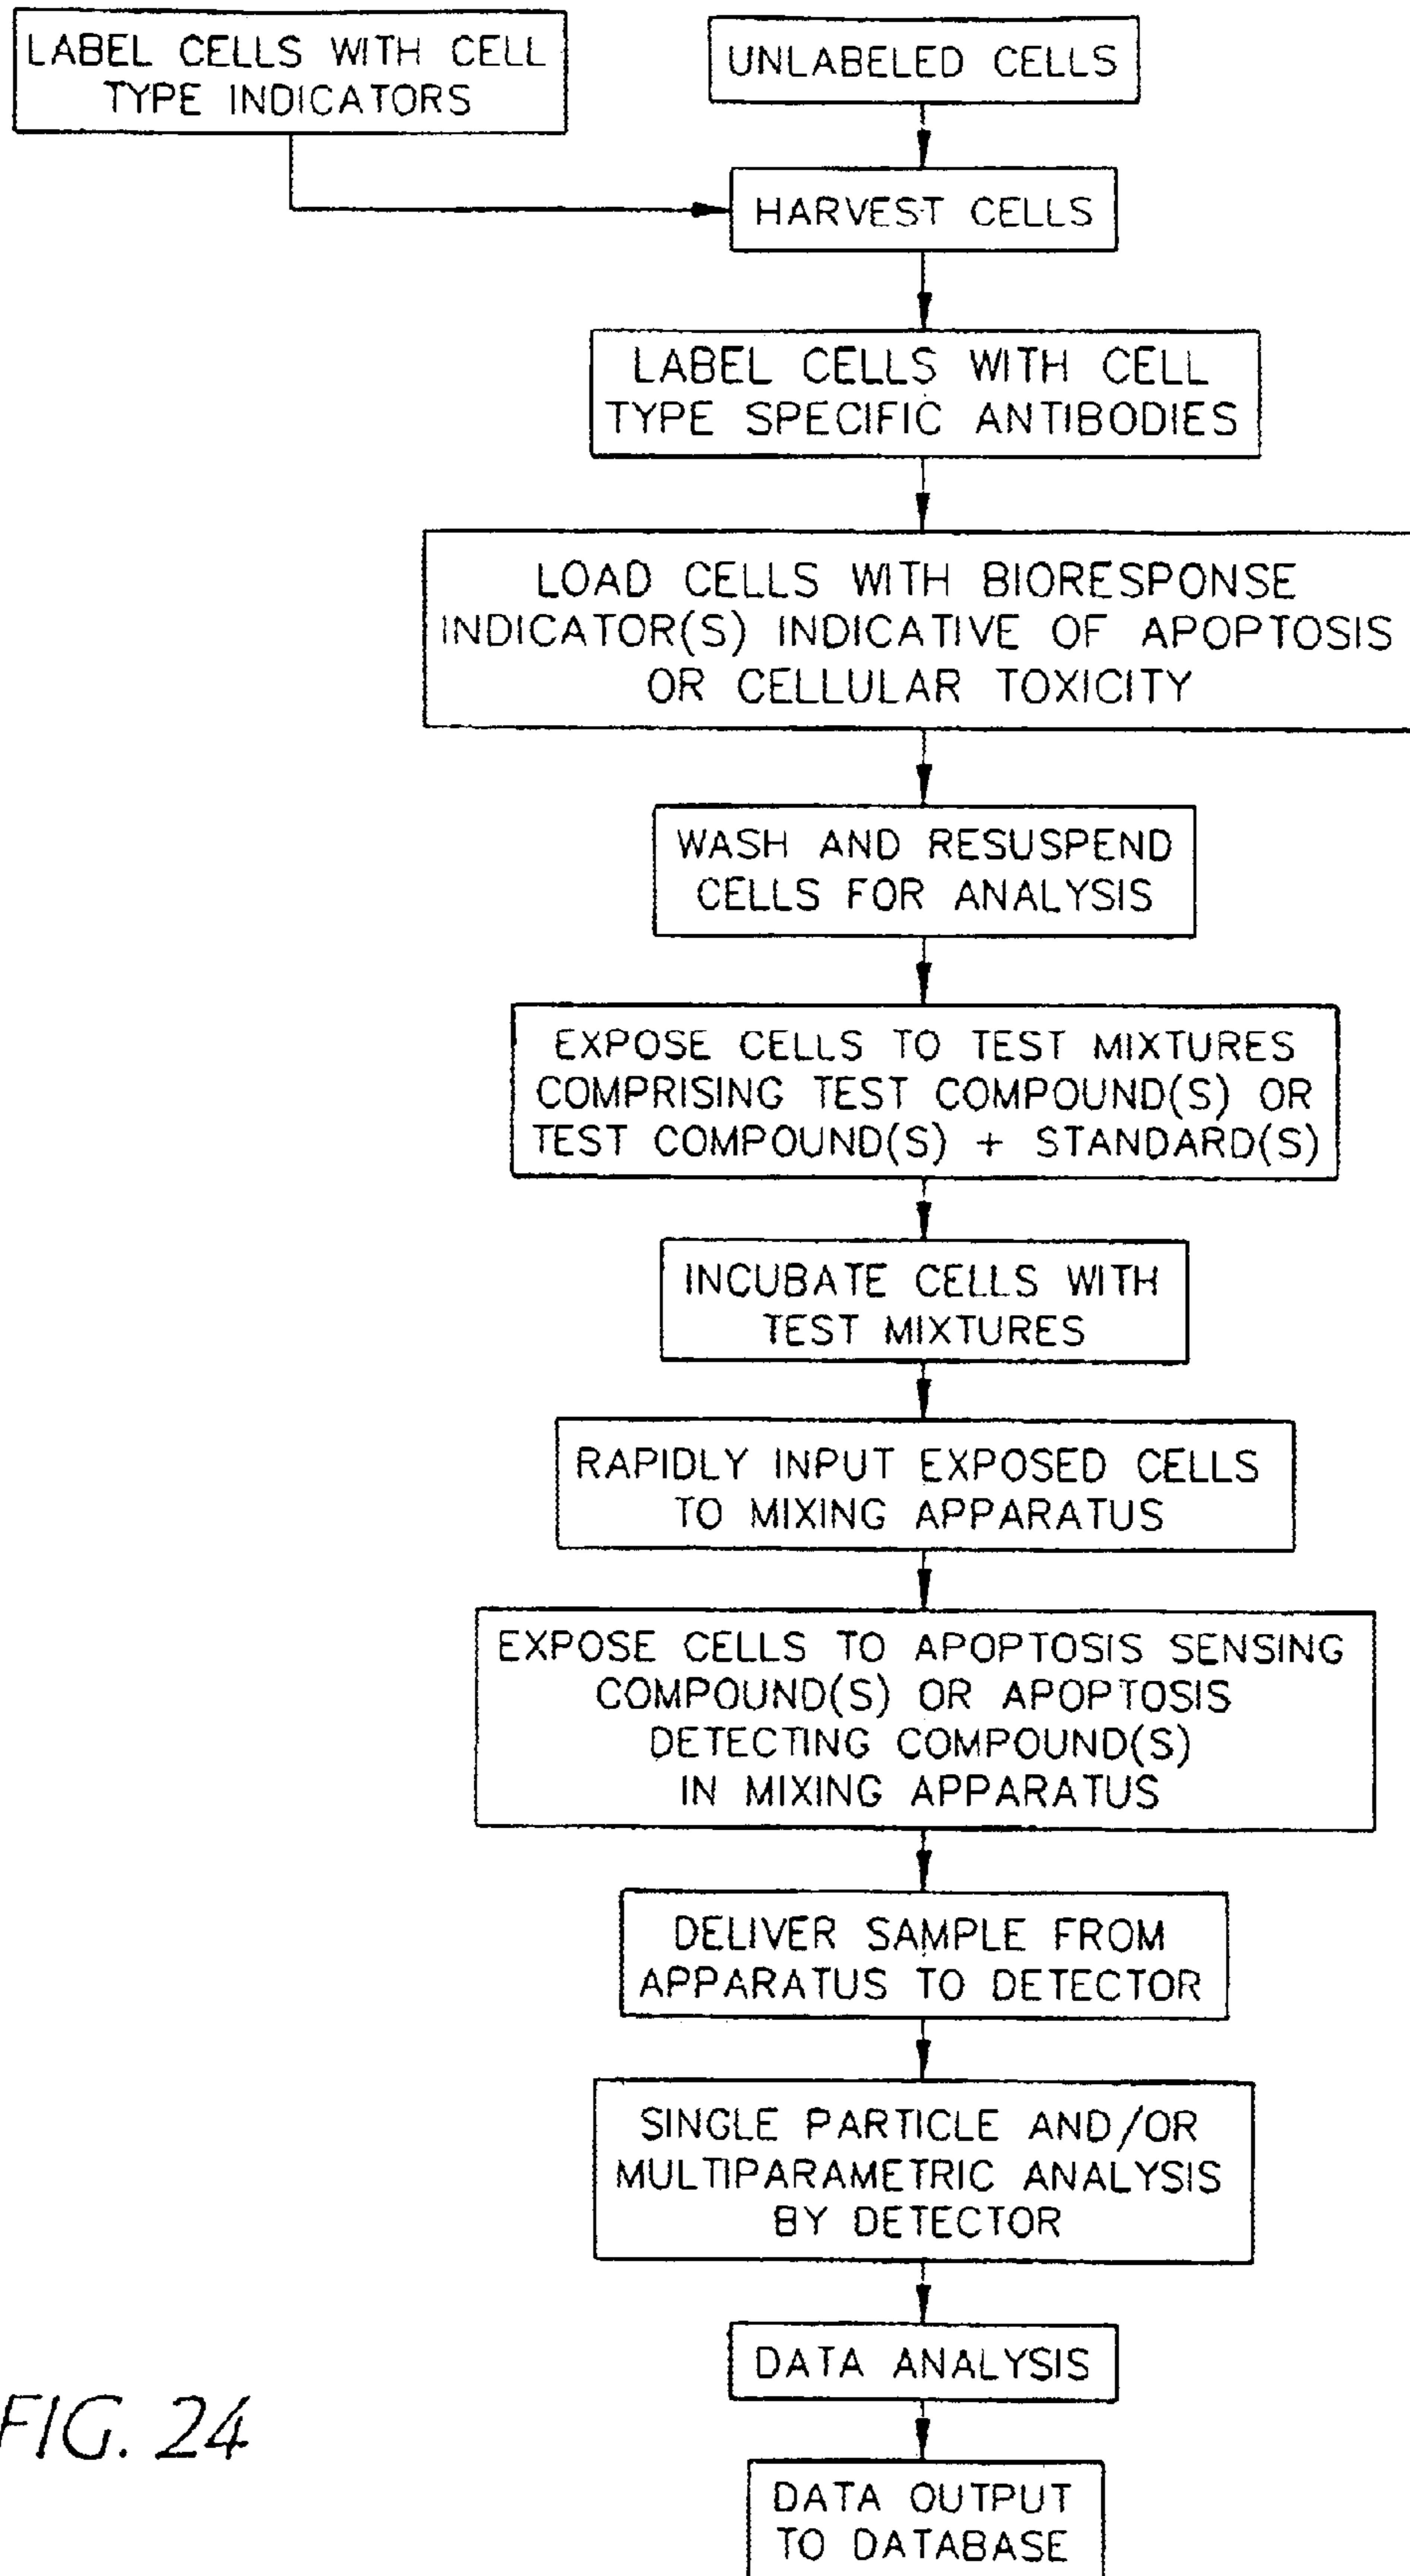 LABEL CELLS WITH CELL
TYPE INDICATORS
UNLABELED CELLS
HARVEST CELLS
LABEL CELLS WITH CELL
TYPE SPECIFIC ANTIBODIES
LOAD CELLS WITH BIORESPONSE
INDICATOR(S) INDICATIVE OF APOPTOSIS
OR CELLULAR TOXICITY
WASH AND RESUSPEND
CELLS FOR ANALYSIS
EXPOSE CELLS TO TEST MIXTURES
COMPRISING TEST COMPOUND(S) OR
TEST COMPOUND(S) + STANDARD(S)
INCUBATE CELLS WITH
TEST MIXTURES
RAPIDLY INPUT EXPOSED CELLS
TO MIXING APPARATUS
EXPOSE CELLS TO APOPTOSIS SENSING
COMPOUND(S) OR APOPTOSIS
DETECTING COMPOUND(S)
IN MIXING APPARATUS
DELIVER SAMPLE FROM
APPARATUS TO DETECTOR
SINGLE PARTICLE AND/OR
MULTIPARAMETRIC ANALYSIS
BY DETECTOR
DATA ANALYSIS
DATA OUTPUT
TO DATABASE
FIG. 24